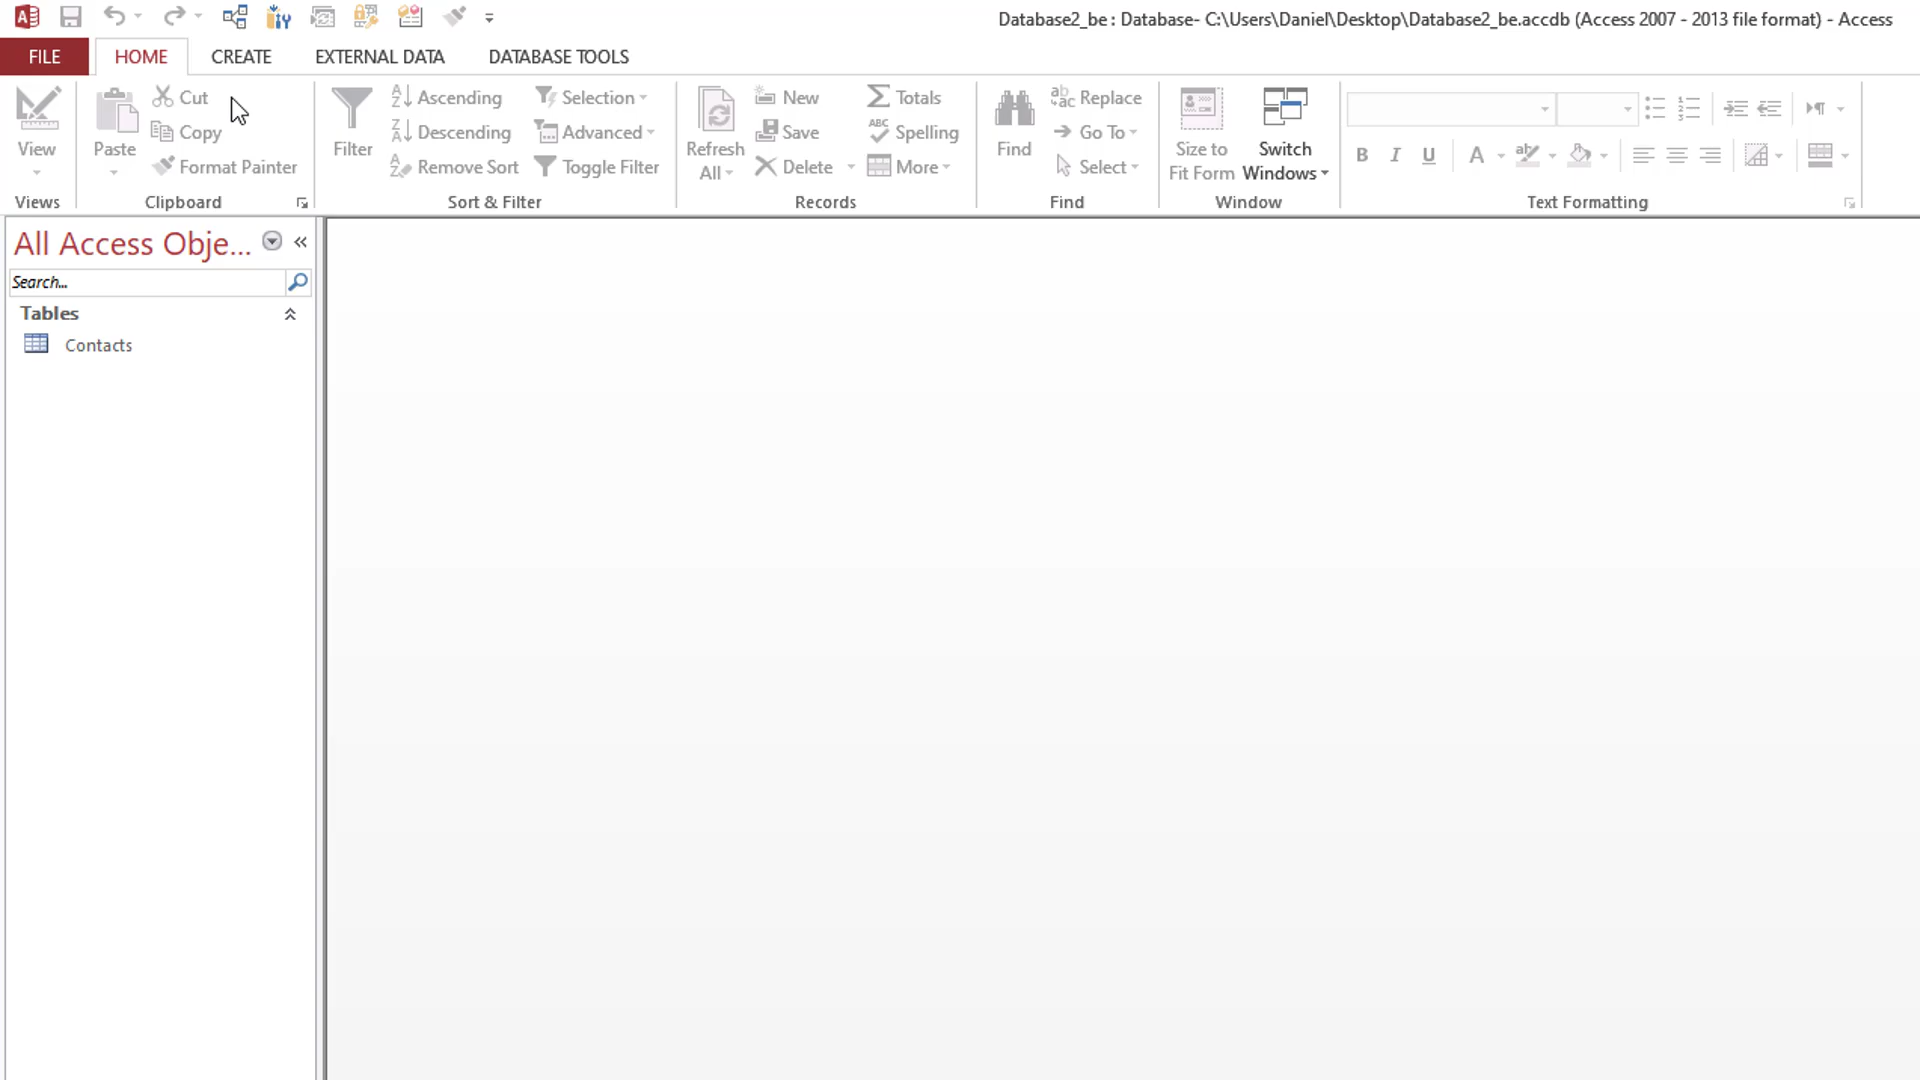 Database2_be : Database- C:\Users\Daniel\Desktop\Database2_be.accdb (Access 2007 - 2013 file format) - Access
FILE HOME CREATE EXTERNAL DATA DATABASE TOOLS
View
Views
Paste
Cut
Copy
Format Painter
Clipboard
Filter
Ascending
Descending
Remove Sort
Selection
Advanced
Toggle Filter
Sort & Filter
Refresh
All
New
Save
Delete
Totals
Spelling
More
Records
Find
Replace
Go To
Select
Find
Size to
Fit Form
Switch
Windows
Window
B I U A
Text Formatting
All Access Obje...
Search...
Tables
Contacts